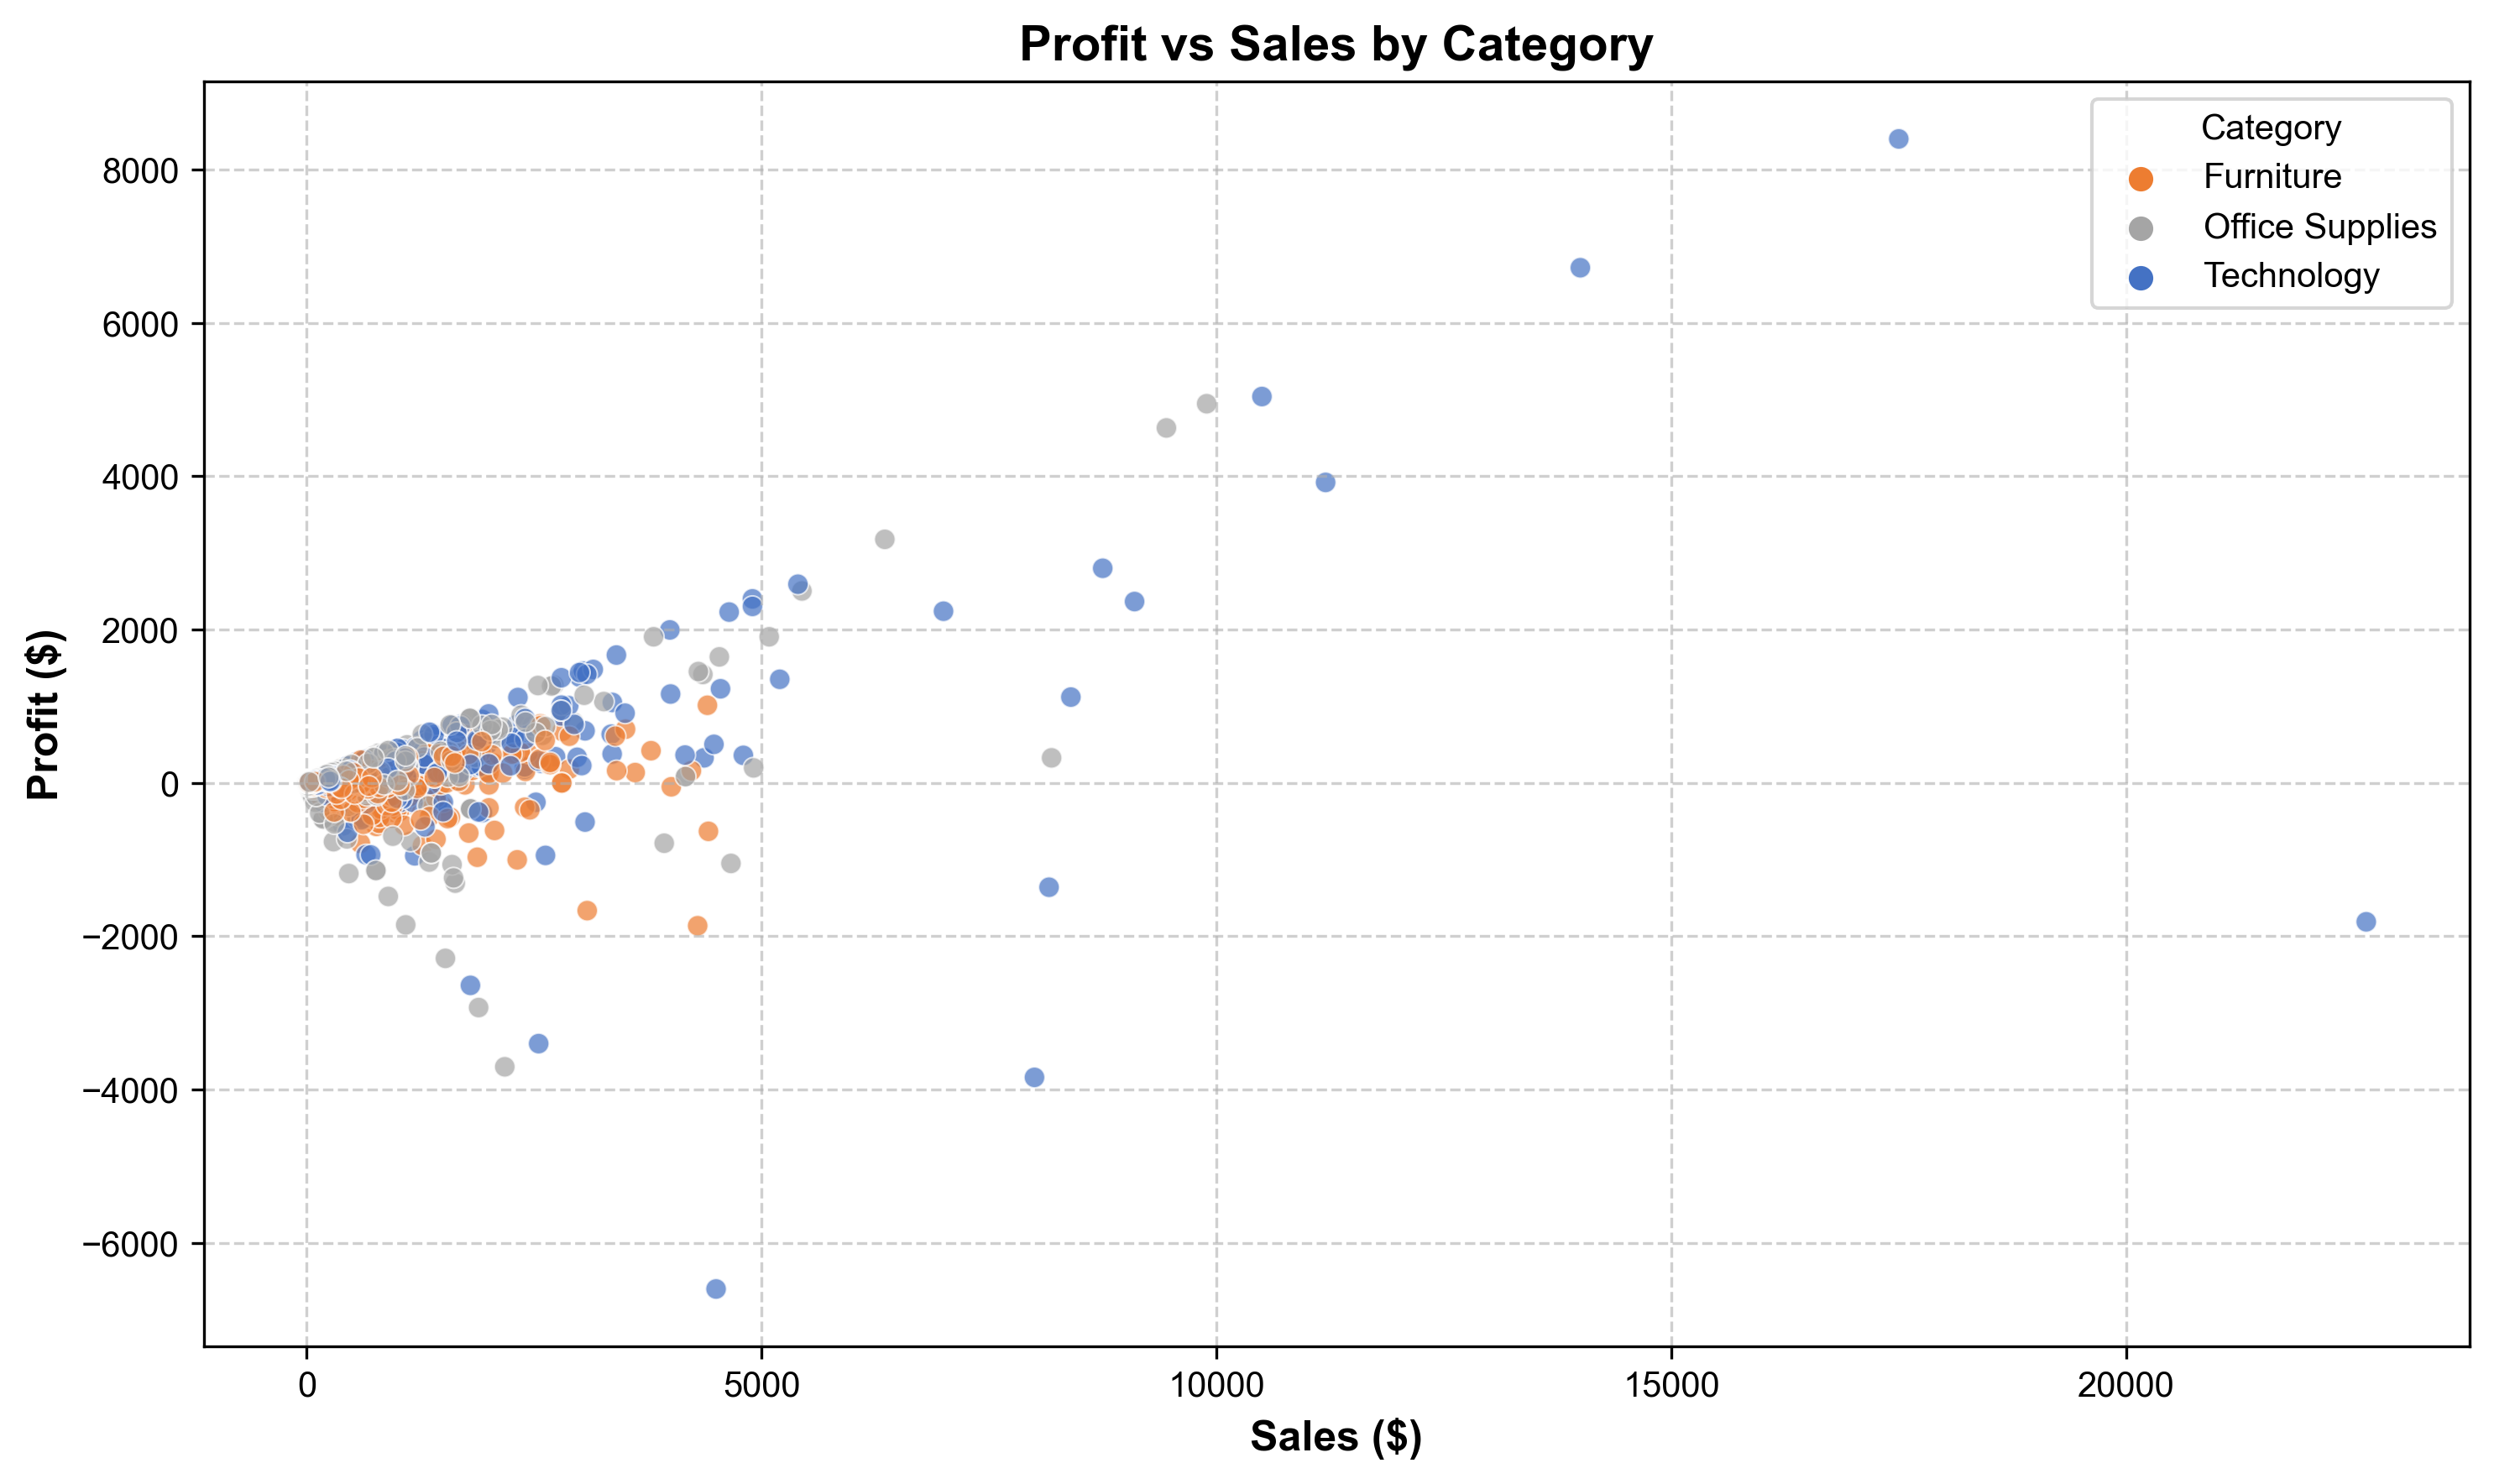 Profit vs Sales by Category
Category
Furniture
Office Supplies
Technology
8000
6000
4000
2000
0
−2000
−4000
−6000
Profit ($)
0
5000
10000
15000
20000
Sales ($)